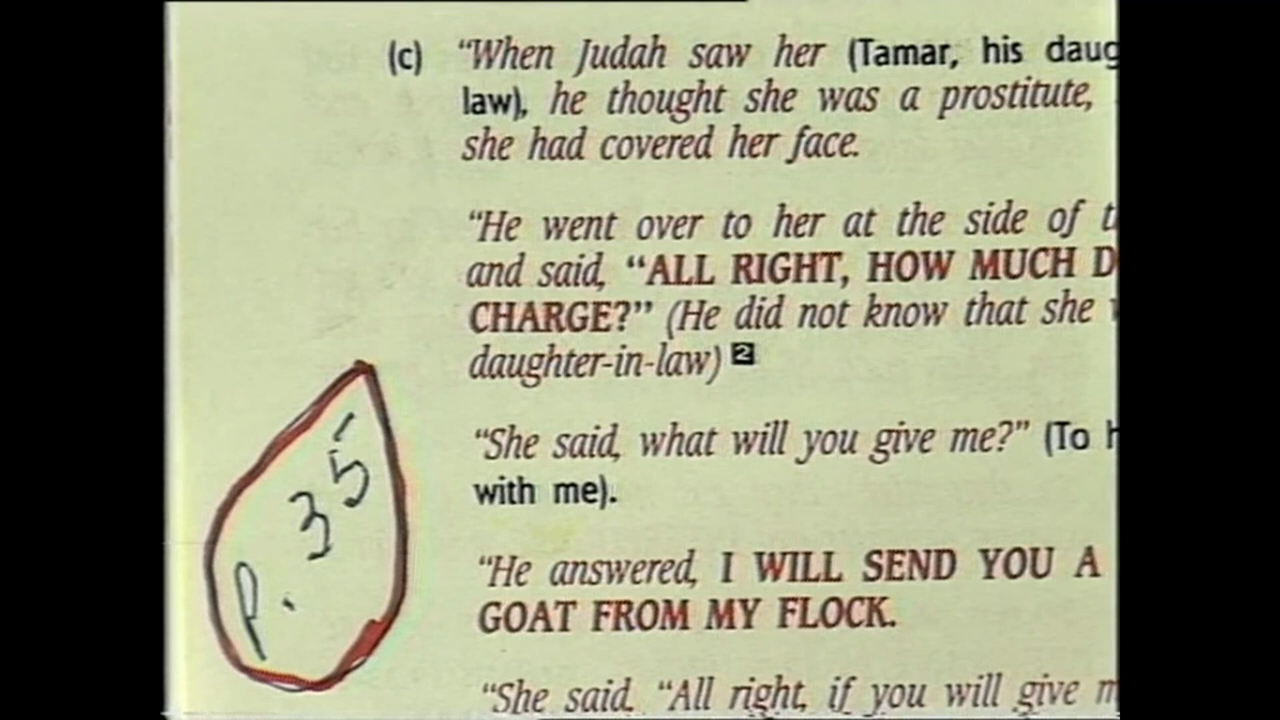 (c) “When Judah saw her (Tamar, his daug
law), he thought she was a prostitute,
she had covered her face.
“He went over to her at the side of t
and said, “ALL RIGHT, HOW MUCH D
CHARGE?” (He did not know that she
daughter-in-law) 2
“She said, what will you give me?” (To h
with me).
“He answered, I WILL SEND YOU A
GOAT FROM MY FLOCK.
“She said. “All right, if you will give m
P. 35